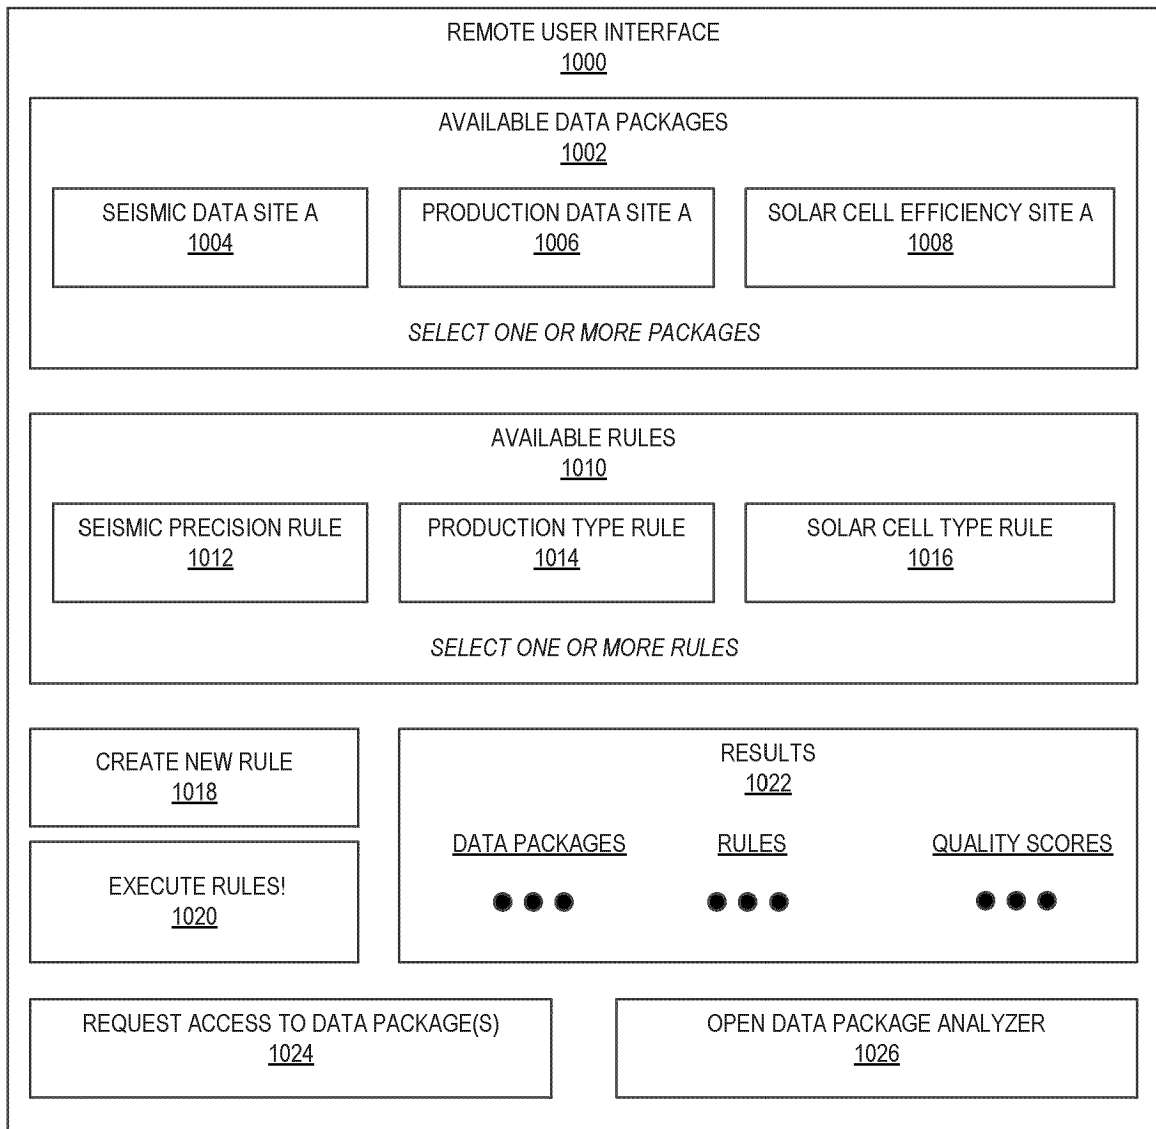 REMOTE USER INTERFACE
1000
AVAILABLE DATA PACKAGES
1002
SEISMIC DATA SITE A
1004
PRODUCTION DATA SITE A
1006
SOLAR CELL EFFICIENCY SITE A
1008
SELECT ONE OR MORE PACKAGES
AVAILABLE RULES
1010
SEISMIC PRECISION RULE
1012
PRODUCTION TYPE RULE
1014
SOLAR CELL TYPE RULE
1016
SELECT ONE OR MORE RULES
CREATE NEW RULE
1018
EXECUTE RULES!
1020
RESULTS
1022
DATA PACKAGES RULES QUALITY SCORES
REQUEST ACCESS TO DATA PACKAGE(S)
1024
OPEN DATA PACKAGE ANALYZER
1026